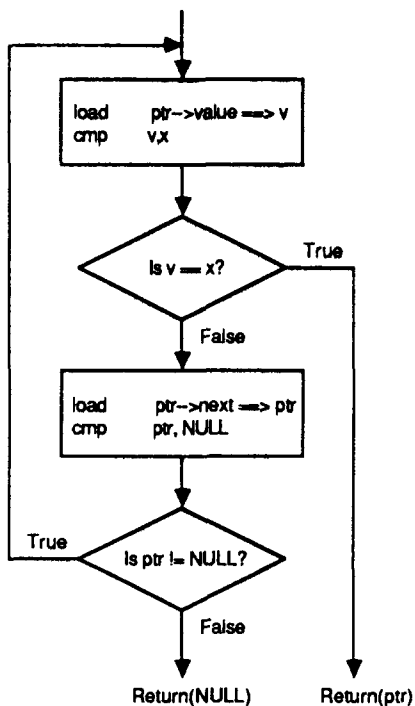 load ptr->value ==> v
cmp v,x
True
Is v == x?
False
load ptr->next ==> ptr
cmp ptr, NULL
True
Is ptr != NULL?
False
Return(NULL) Return(ptr)